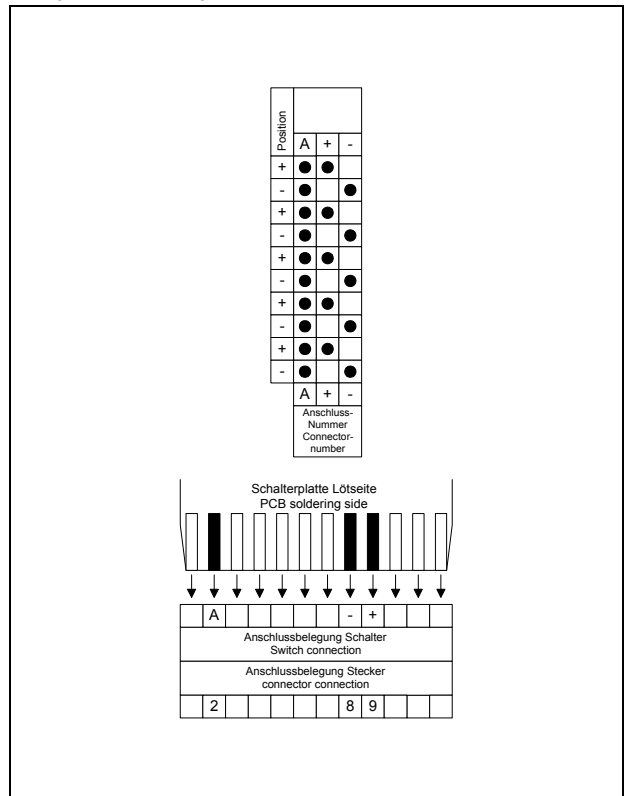 Position
A + -
+
-
+
-
+
-
+
-
+
-
A + -
Anschluss-
Nummer
Connector-
number
Schalterplatte Lötseite
PCB soldering side
A - +
Anschlussbelegung Schalter
Switch connection
Anschlussbelegung Stecker
connector connection
2 8 9